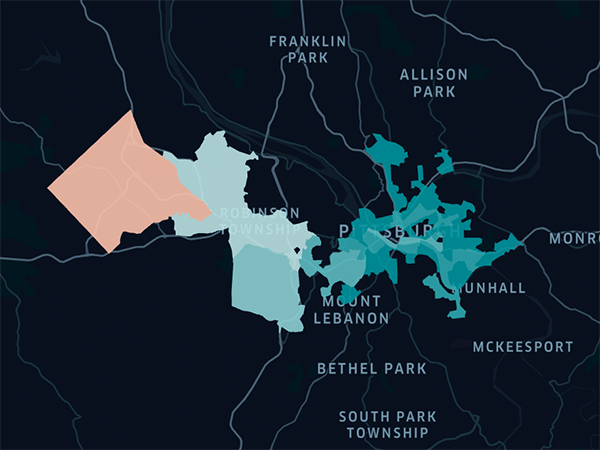 FRANKLIN
PARK
ALLISON
PARK
ROBINSON
TOWNSHIP
PITTSBURGH
MONRO
MUNHALL
MOUNT
LEBANON
MCKEESPORT
BETHEL PARK
SOUTH PARK
TOWNSHIP